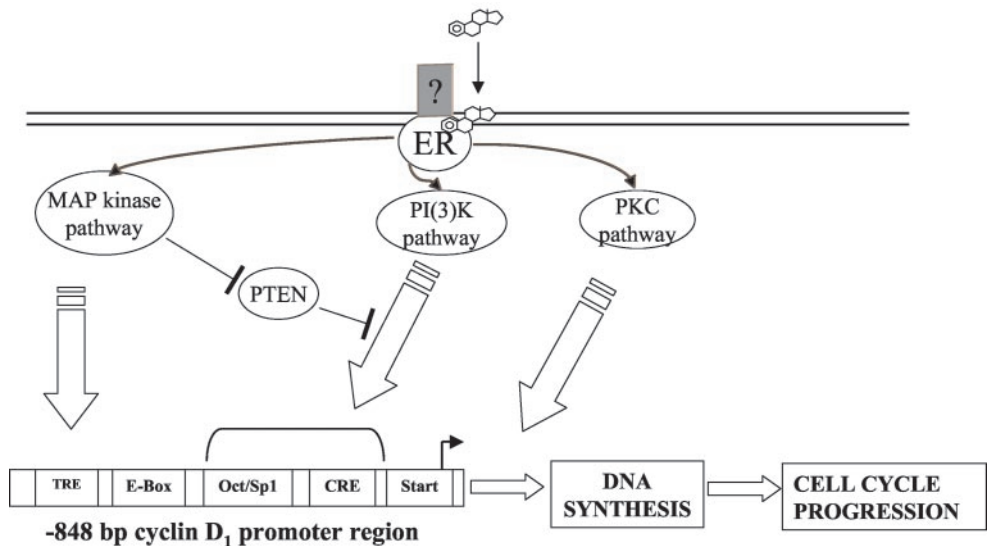 ?
ER
MAP kinase
pathway
PI(3)K
pathway
PKC
pathway
PTEN
TRE E-Box Oct/Sp1 CRE Start
-848 bp cyclin D₁ promoter region
DNA
SYNTHESIS
CELL CYCLE
PROGRESSION